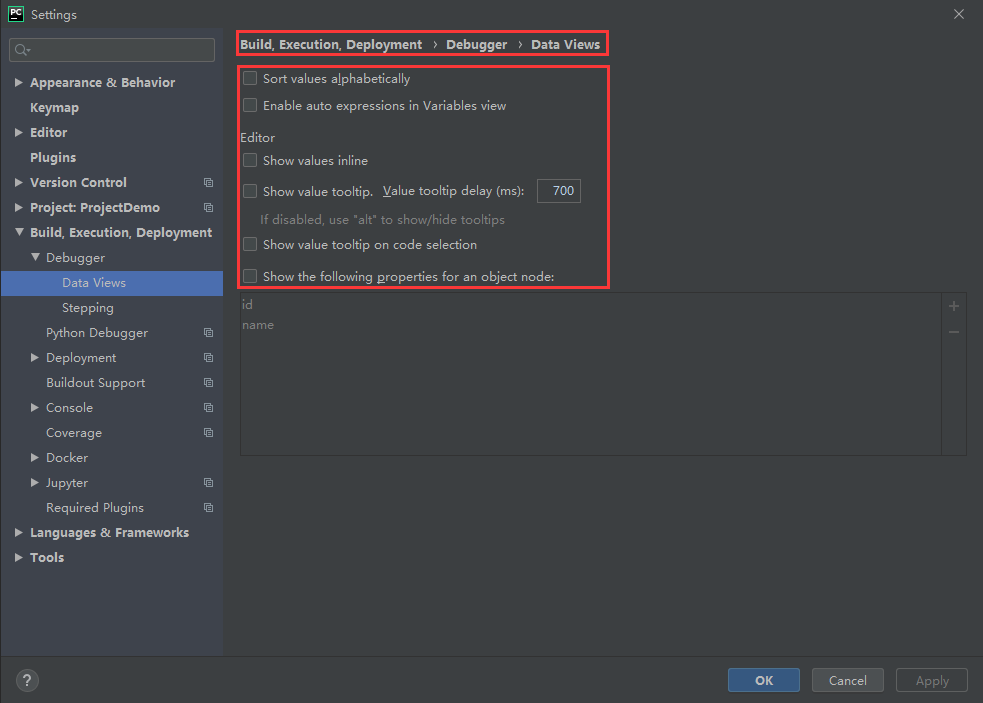 PC Settings
Build, Execution, Deployment › Debugger › Data Views
Appearance & Behavior
Keymap
Editor
Plugins
Version Control
Project: ProjectDemo
Build, Execution, Deployment
Debugger
Data Views
Stepping
Python Debugger
Deployment
Buildout Support
Console
Coverage
Docker
Jupyter
Required Plugins
Languages & Frameworks
Tools
Sort values alphabetically
Enable auto expressions in Variables view
Editor
Show values inline
Show value tooltip. Value tooltip delay (ms): 700
If disabled, use "alt" to show/hide tooltips
Show value tooltip on code selection
Show the following properties for an object node:
id
name
? OK Cancel Apply